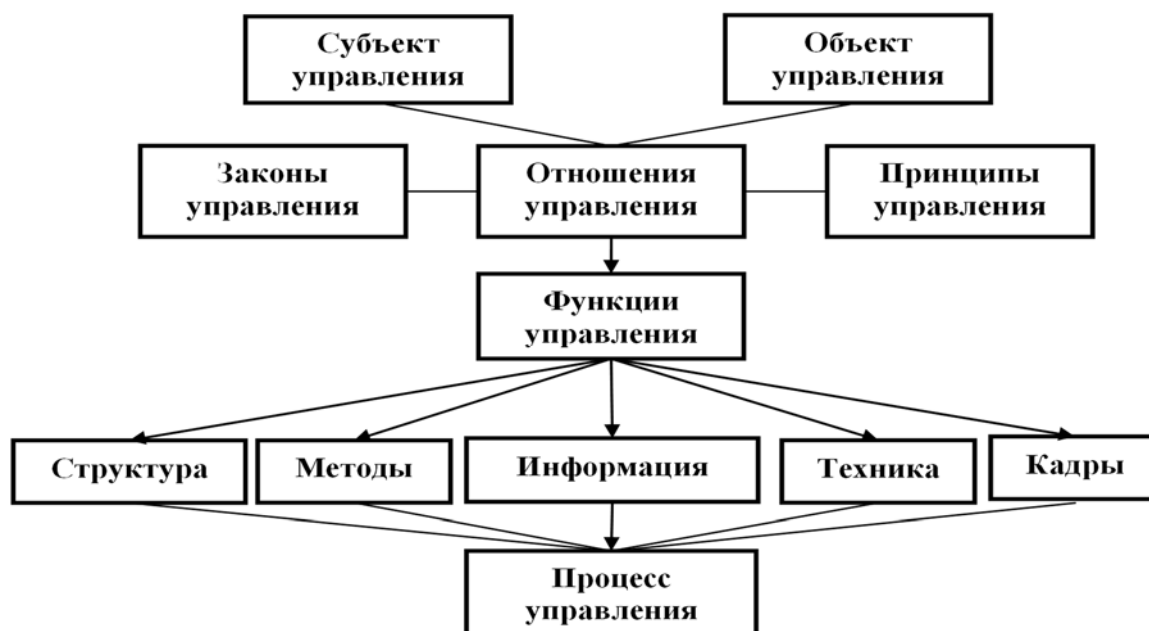 Субъект
управления
Объект
управления
Законы
управления
Отношения
управления
Принципы
управления
Функции
управления
Структура
Методы
Информация
Техника
Кадры
Процесс
управления